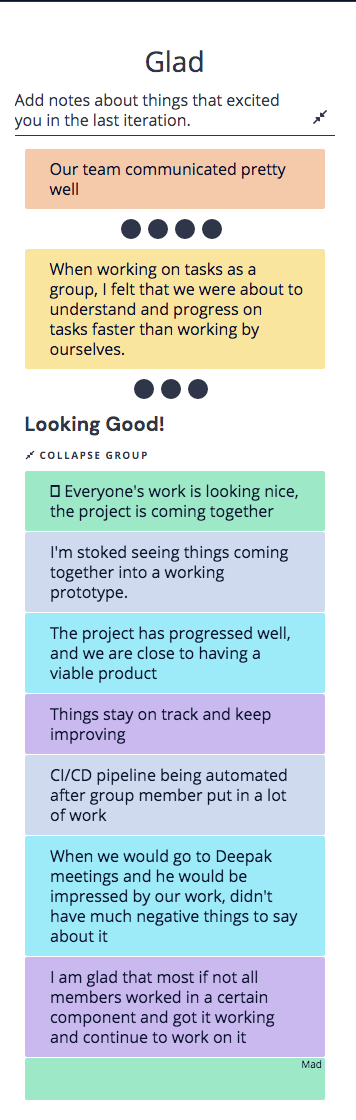 Glad
Add notes about things that excited
you in the last iteration.
Our team communicated pretty
well
When working on tasks as a
group, I felt that we were about to
understand and progress on
tasks faster than working by
ourselves.
Looking Good!
COLLAPSE GROUP
Everyone's work is looking nice,
the project is coming together
I'm stoked seeing things coming
together into a working
prototype.
The project has progressed well,
and we are close to having a
viable product
Things stay on track and keep
improving
CI/CD pipeline being automated
after group member put in a lot
of work
When we would go to Deepak
meetings and he would be
impressed by our work, didn't
have much negative things to say
about it
I am glad that most if not all
members worked in a certain
component and got it working
and continue to work on it
Mad